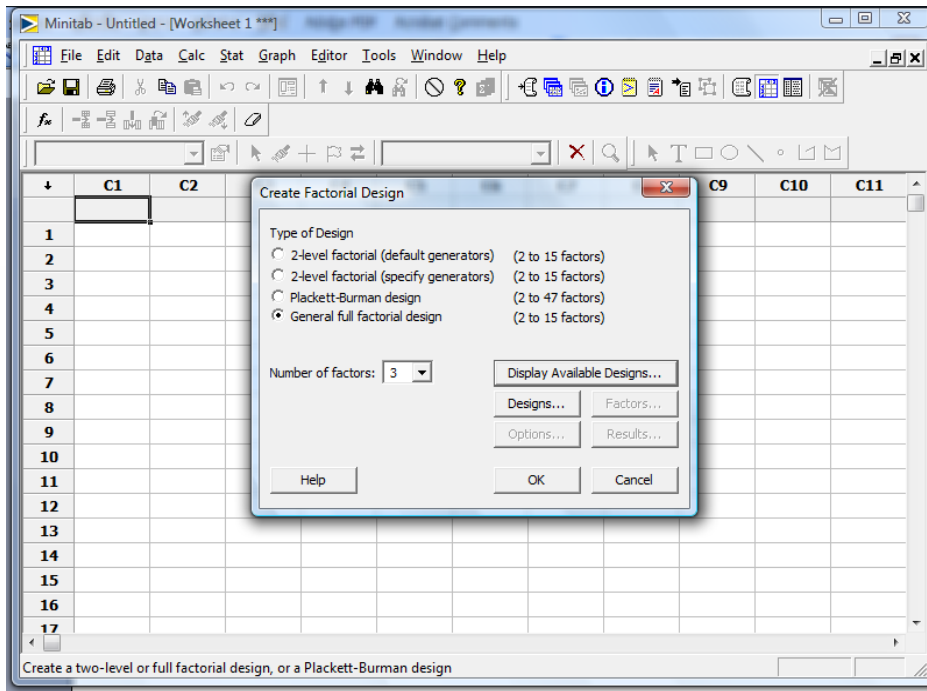 Minitab - Untitled - [Worksheet 1 ***]
File Edit Data Calc Stat Graph Editor Tools Window Help
C1 C2 C9 C10 C11
Create Factorial Design
Type of Design
2-level factorial (default generators) (2 to 15 factors)
2-level factorial (specify generators) (2 to 15 factors)
Plackett-Burman design (2 to 47 factors)
General full factorial design (2 to 15 factors)
Number of factors: 3
Display Available Designs...
Designs... Factors...
Options... Results...
Help OK Cancel
1
2
3
4
5
6
7
8
9
10
11
12
13
14
15
16
17
Create a two-level or full factorial design, or a Plackett-Burman design